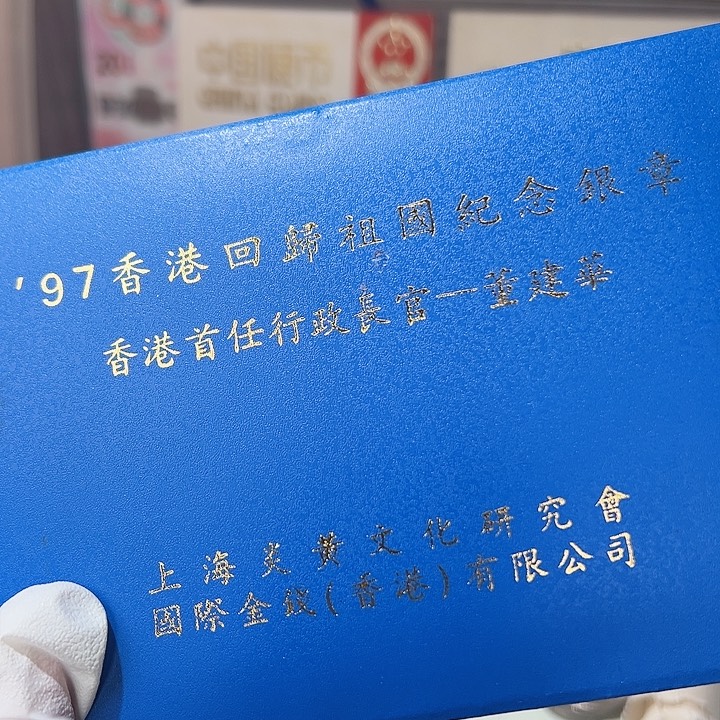 '97香港回歸祖國紀念銀章
香港首任行政長官—董建華
上海炎黃文化研究會
國際金錢(香港)有限公司